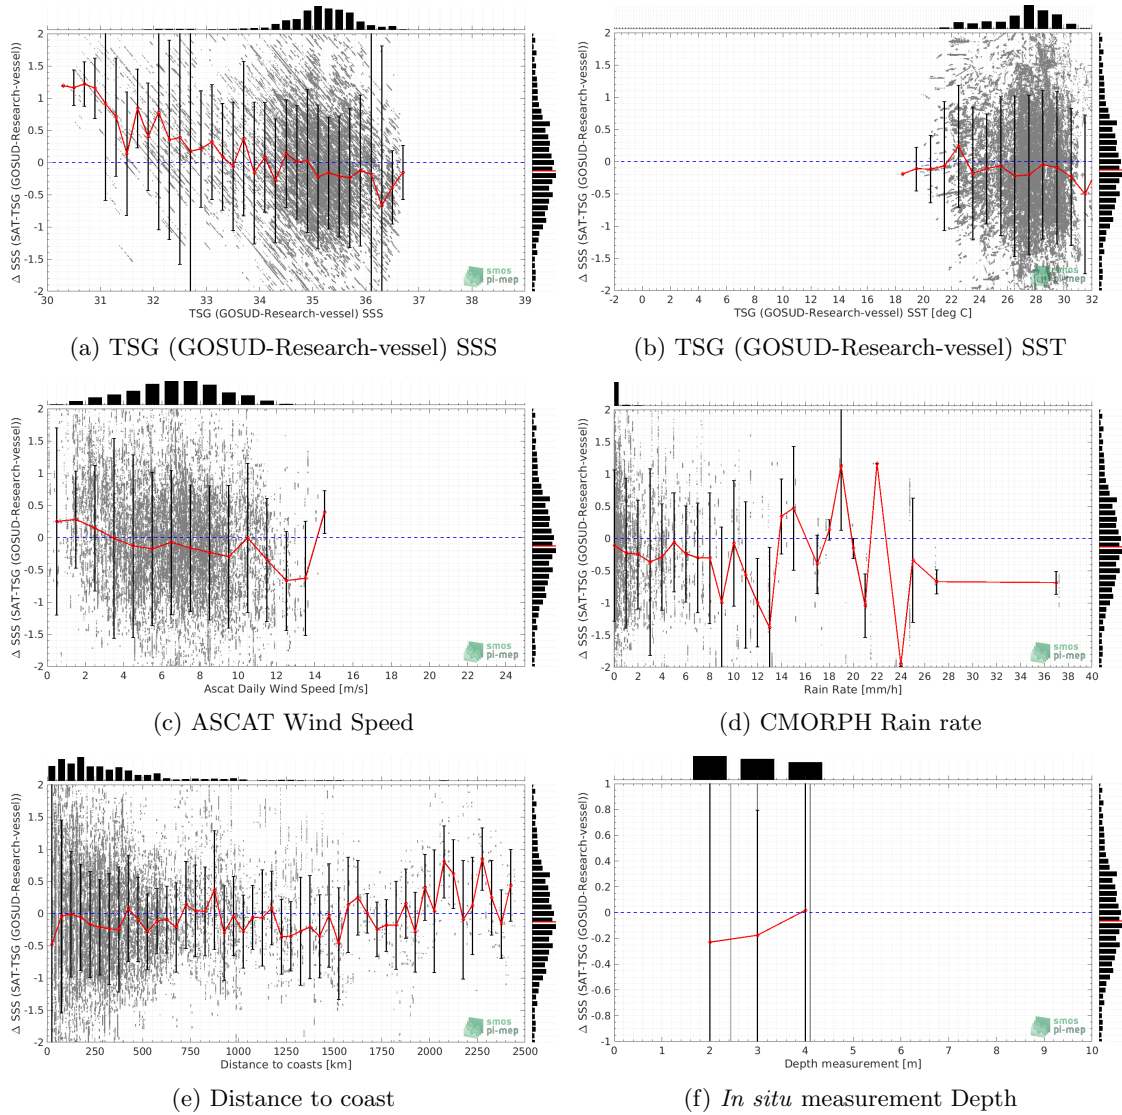 Δ SSS (SAT-TSG (GOSUD-Research-vessel))
2
1.5
1
0.5
0
-0.5
-1
-1.5
-2
smos
pi-mep
30 31 32 33 34 35 36 37 38 39
TSG (GOSUD-Research-vessel) SSS
(a) TSG (GOSUD-Research-vessel) SSS
Δ SSS (SAT-TSG (GOSUD-Research-vessel))
2
1.5
1
0.5
0
-0.5
-1
-1.5
-2
smos
pi-mep
-2 0 2 4 6 8 10 12 14 16 18 20 22 24 26 28 30 32
TSG (GOSUD-Research-vessel) SST [deg C]
(b) TSG (GOSUD-Research-vessel) SST
Δ SSS (SAT-TSG (GOSUD-Research-vessel))
2
1.5
1
0.5
0
-0.5
-1
-1.5
-2
smos
pi-mep
0 2 4 6 8 10 12 14 16 18 20 22 24
Ascat Daily Wind Speed [m/s]
(c) ASCAT Wind Speed
Δ SSS (SAT-TSG (GOSUD-Research-vessel))
2
1.5
1
0.5
0
-0.5
-1
-1.5
-2
smos
pi-mep
0 2 4 6 8 10 12 14 16 18 20 22 24 26 28 30 32 34 36 38 40
Rain Rate [mm/h]
(d) CMORPH Rain rate
Δ SSS (SAT-TSG (GOSUD-Research-vessel))
2
1.5
1
0.5
0
-0.5
-1
-1.5
-2
smos
pi-mep
0 250 500 750 1000 1250 1500 1750 2000 2250 2500
Distance to coasts [km]
(e) Distance to coast
Δ SSS (SAT-TSG (GOSUD-Research-vessel))
1
0.8
0.6
0.4
0.2
0
-0.2
-0.4
-0.6
-0.8
-1
smos
pi-mep
0 1 2 3 4 5 6 7 8 9 10
Depth measurement [m]
(f) In situ measurement Depth